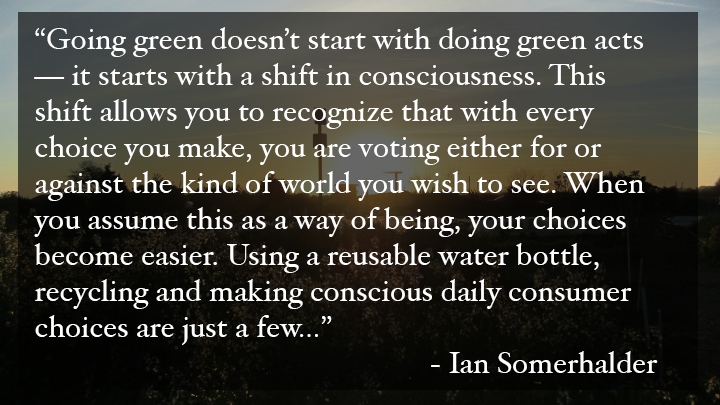 “Going green doesn’t start with doing green acts
— it starts with a shift in consciousness. This
shift allows you to recognize that with every
choice you make, you are voting either for or
against the kind of world you wish to see. When
you assume this as a way of being, your choices
become easier. Using a reusable water bottle,
recycling and making conscious daily consumer
choices are just a few...”
- Ian Somerhalder